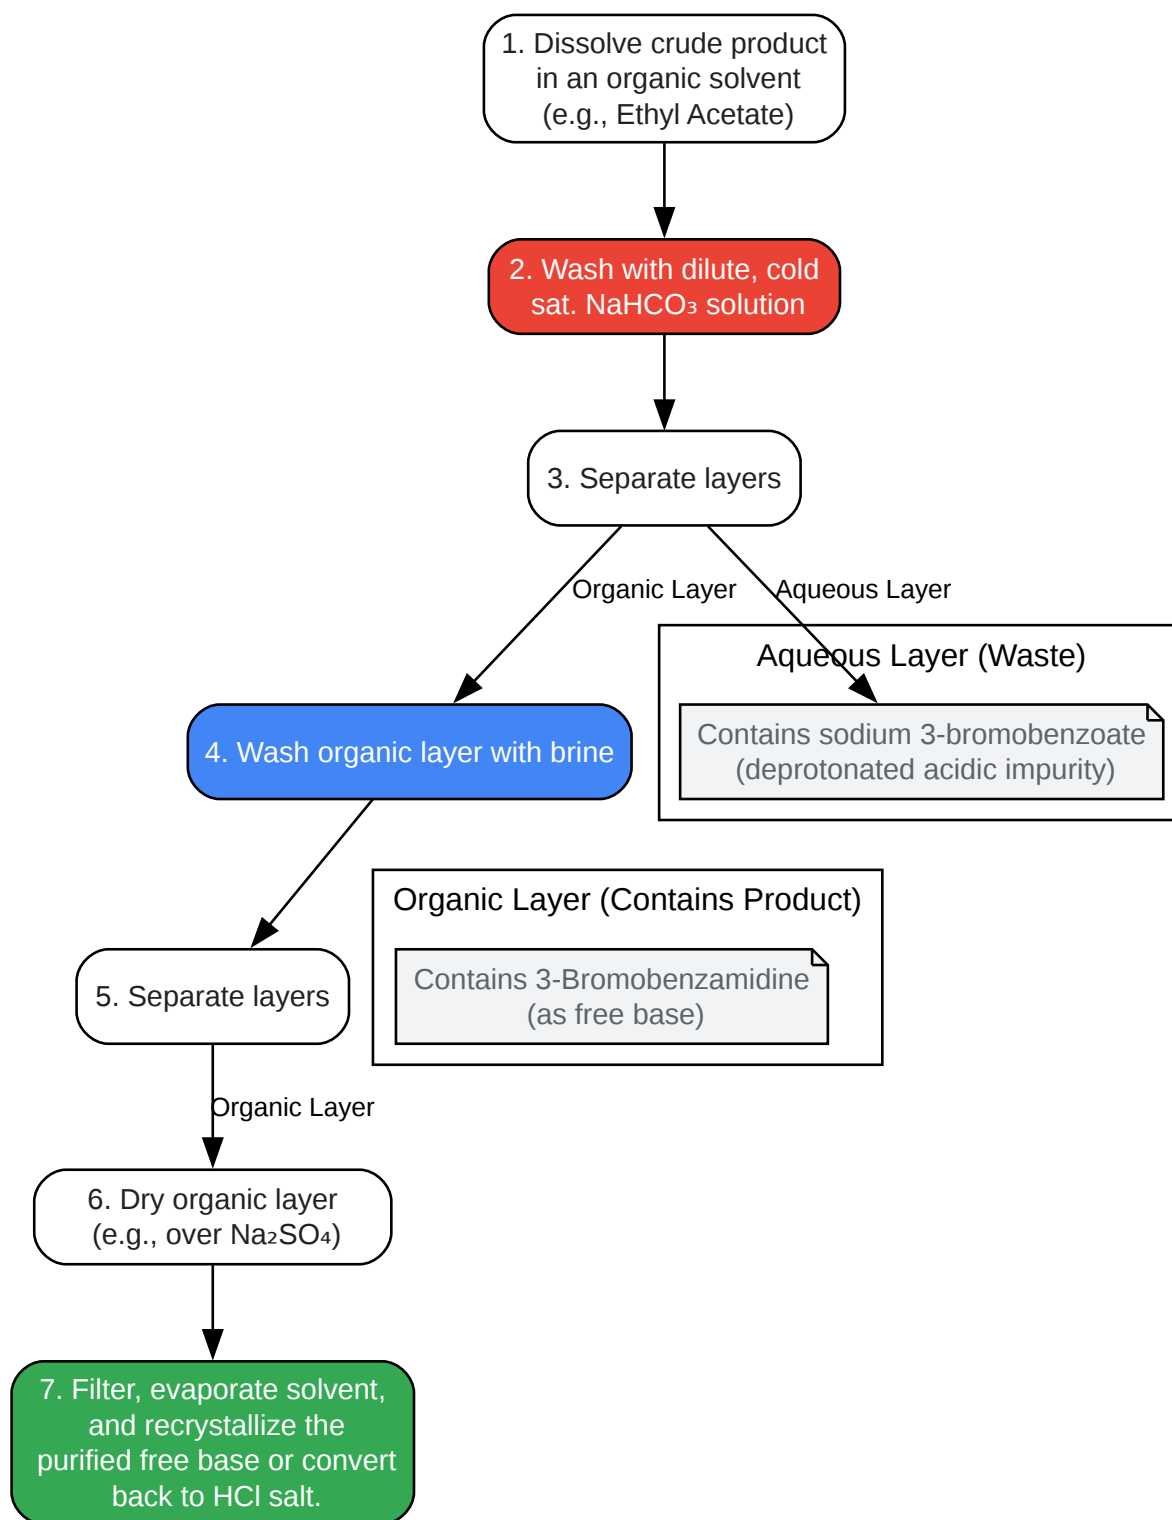 1. Dissolve crude product
in an organic solvent
(e.g., Ethyl Acetate)
2. Wash with dilute, cold
sat. NaHCO₃ solution
3. Separate layers
Organic Layer
Aqueous Layer
Aqueous Layer (Waste)
Contains sodium 3-bromobenzoate
(deprotonated acidic impurity)
4. Wash organic layer with brine
Organic Layer (Contains Product)
Contains 3-Bromobenzamidine
(as free base)
5. Separate layers
Organic Layer
6. Dry organic layer
(e.g., over Na₂SO₄)
7. Filter, evaporate solvent,
and recrystallize the
purified free base or convert
back to HCl salt.